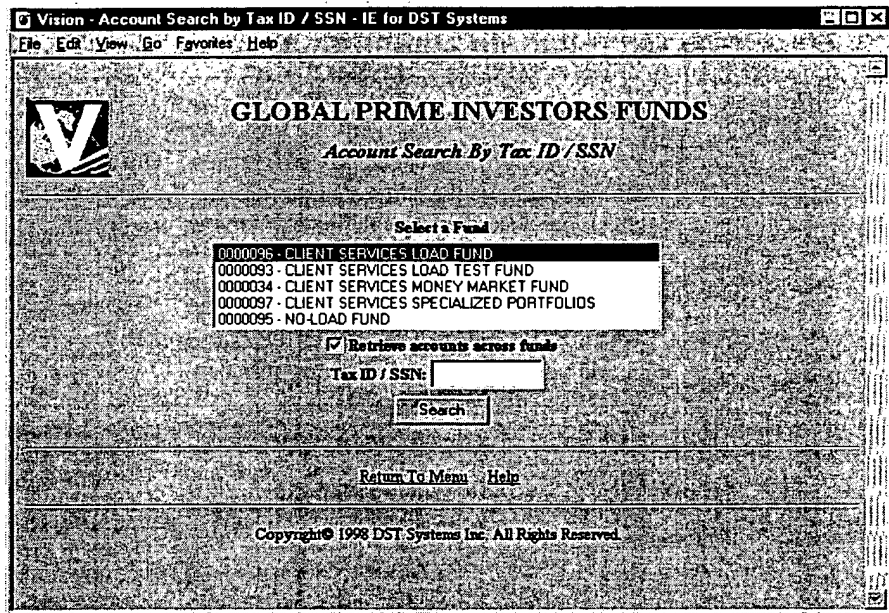 Vision - Account Search by Tax ID / SSN - IE for DST Systems
File Edit View Go Favorites Help
V
GLOBAL PRIME INVESTORS FUNDS
Account Search By Tax ID / SSN
Select a Fund
0000096 - CLIENT SERVICES LOAD FUND
0000093 - CLIENT SERVICES LOAD TEST FUND
0000034 - CLIENT SERVICES MONEY MARKET FUND
0000097 - CLIENT SERVICES SPECIALIZED PORTFOLIOS
0000095 - NO-LOAD FUND
Retrieve accounts across funds
Tax ID / SSN:
Search
Return To Menu Help
Copyright© 1998 DST Systems Inc. All Rights Reserved.